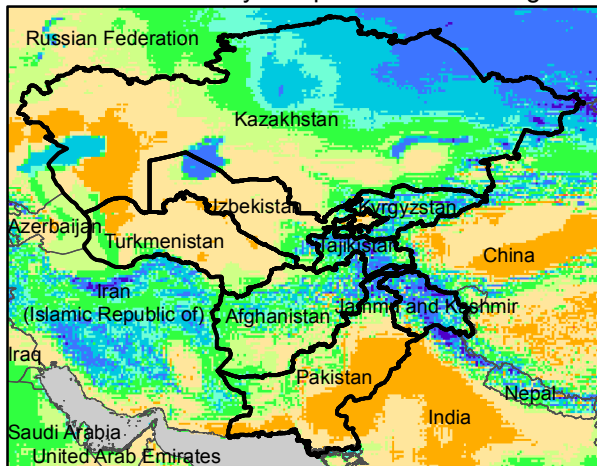 Russian Federation
Kazakhstan
Uzbekistan
Kyrgyzstan
Azerbaijan
Turkmenistan
Tajikistan
China
Iran
(Islamic Republic of)
Afghanistan
Jammu and Kashmir
Iraq
Pakistan
Nepal
India
Saudi Arabia
United Arab Emirates